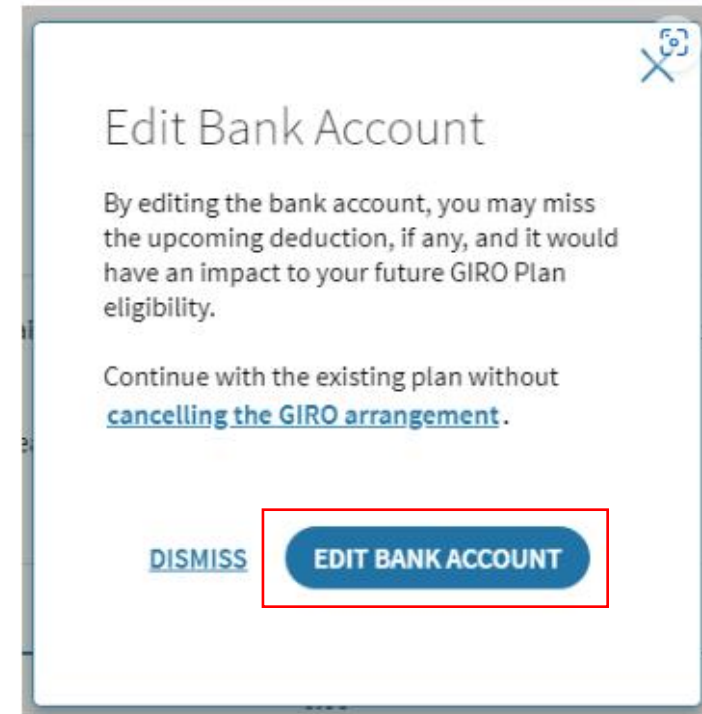 Edit Bank Account
By editing the bank account, you may miss
the upcoming deduction, if any, and it would
have an impact to your future GIRO Plan
eligibility.
Continue with the existing plan without
cancelling the GIRO arrangement.
DISMISS EDIT BANK ACCOUNT